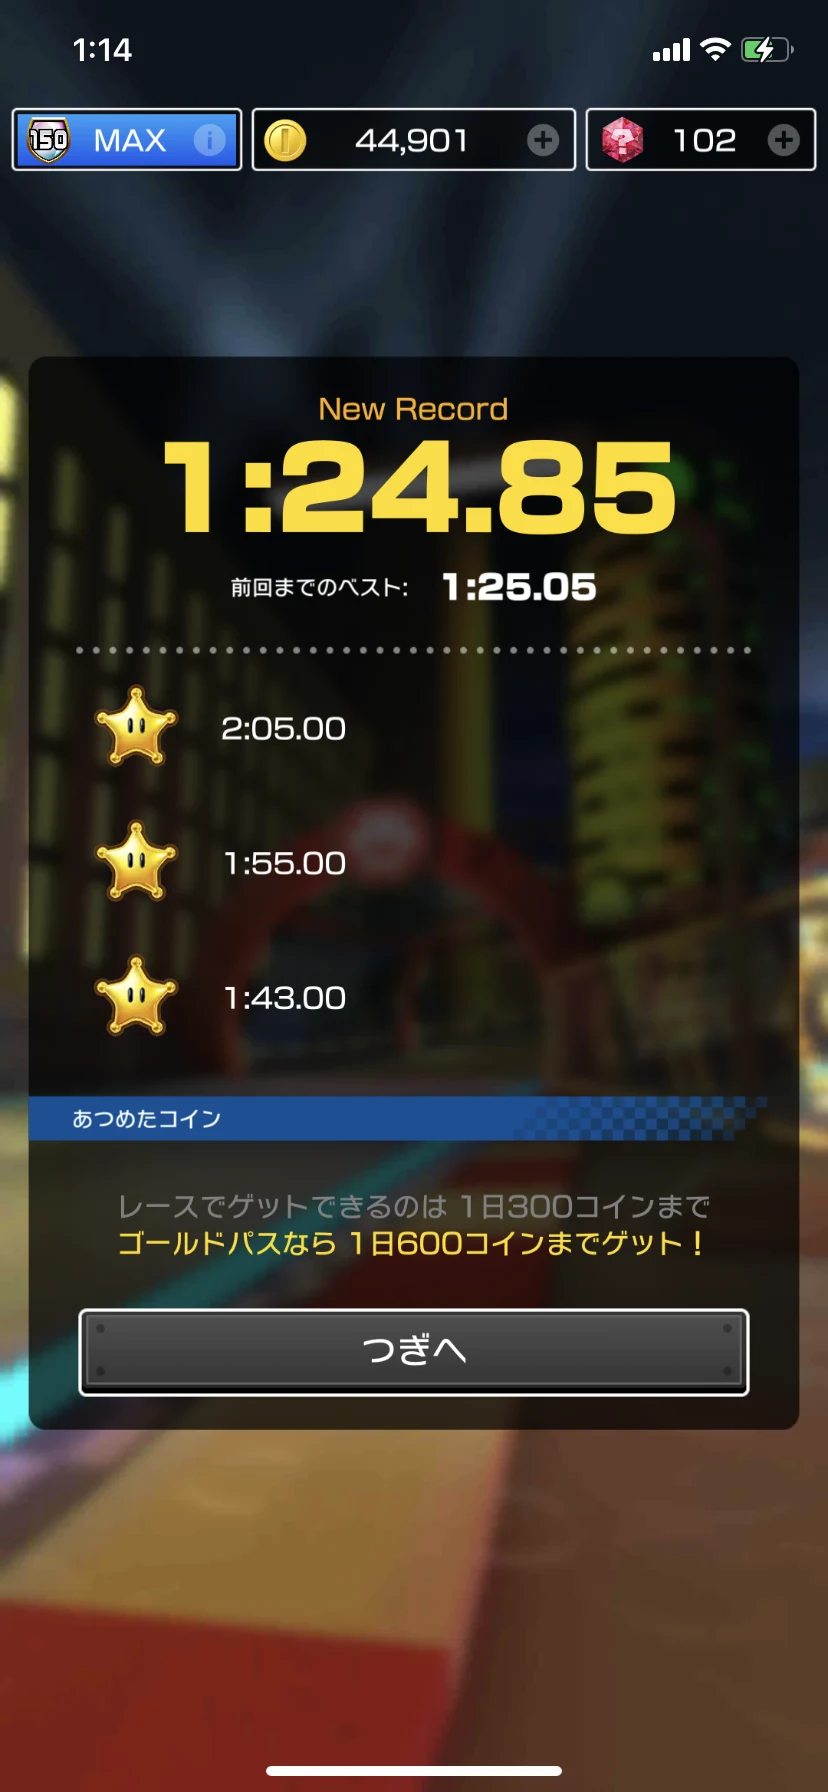 1:14
150 MAX i 44,901 + ? 102 +
New Record
1:24.85
前回までのベスト: 1:25.05
2:05.00
1:55.00
1:43.00
あつめたコイン
レースでゲットできるのは 1日300コインまで
ゴールドパスなら 1日600コインまでゲット！
つぎへ